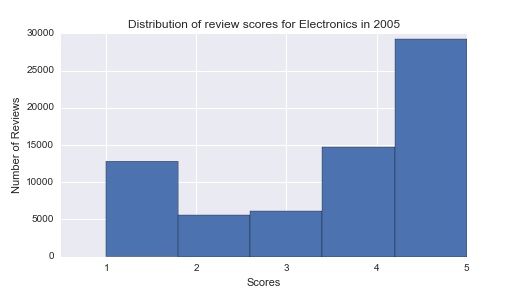 Distribution of review scores for Electronics in 2005
30000
25000
20000
15000
10000
5000
0
Number of Reviews
1 2 3 4 5
Scores